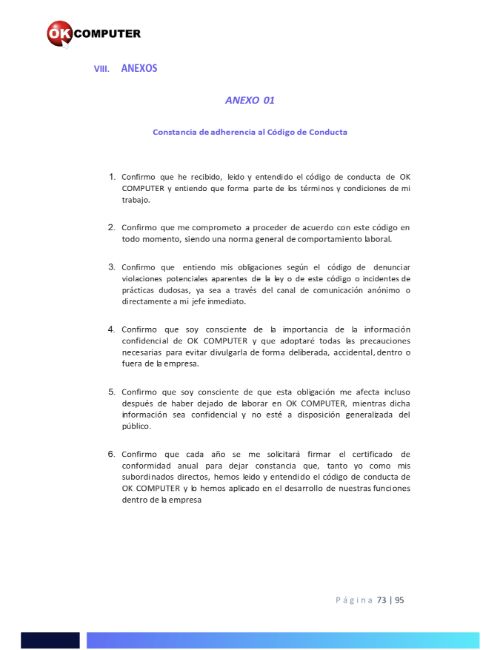 OK COMPUTER
VIII. ANEXOS
ANEXO 01
Constancia de adherencia al Código de Conducta
1. Confirmo que he recibido, leído y entendido el código de conducta de OK
COMPUTER y entiendo que forma parte de los términos y condiciones de mi
trabajo.
2. Confirmo que me comprometo a proceder de acuerdo con este código en
todo momento, siendo una norma general de comportamiento laboral.
3. Confirmo que entiendo mis obligaciones según el código de denunciar
violaciones potenciales aparentes de la ley o de este código o incidentes de
prácticas dudosas, ya sea a través del canal de comunicación anónimo o
directamente a mi jefe inmediato.
4. Confirmo que soy consciente de la importancia de la información
confidencial de OK COMPUTER y que adoptaré todas las precauciones
necesarias para evitar divulgarla de forma deliberada, accidental, dentro o
fuera de la empresa.
5. Confirmo que soy consciente de que esta obligación me afecta incluso
después de haber dejado de laborar en OK COMPUTER, mientras dicha
información sea confidencial y no esté a disposición generalizada del
público.
6. Confirmo que cada año se me solicitará firmar el certificado de
conformidad anual para dejar constancia que, tanto yo como mis
subordinados directos, hemos leído y entendido el código de conducta de
OK COMPUTER y lo hemos aplicado en el desarrollo de nuestras funciones
dentro de la empresa
Página 73 | 95